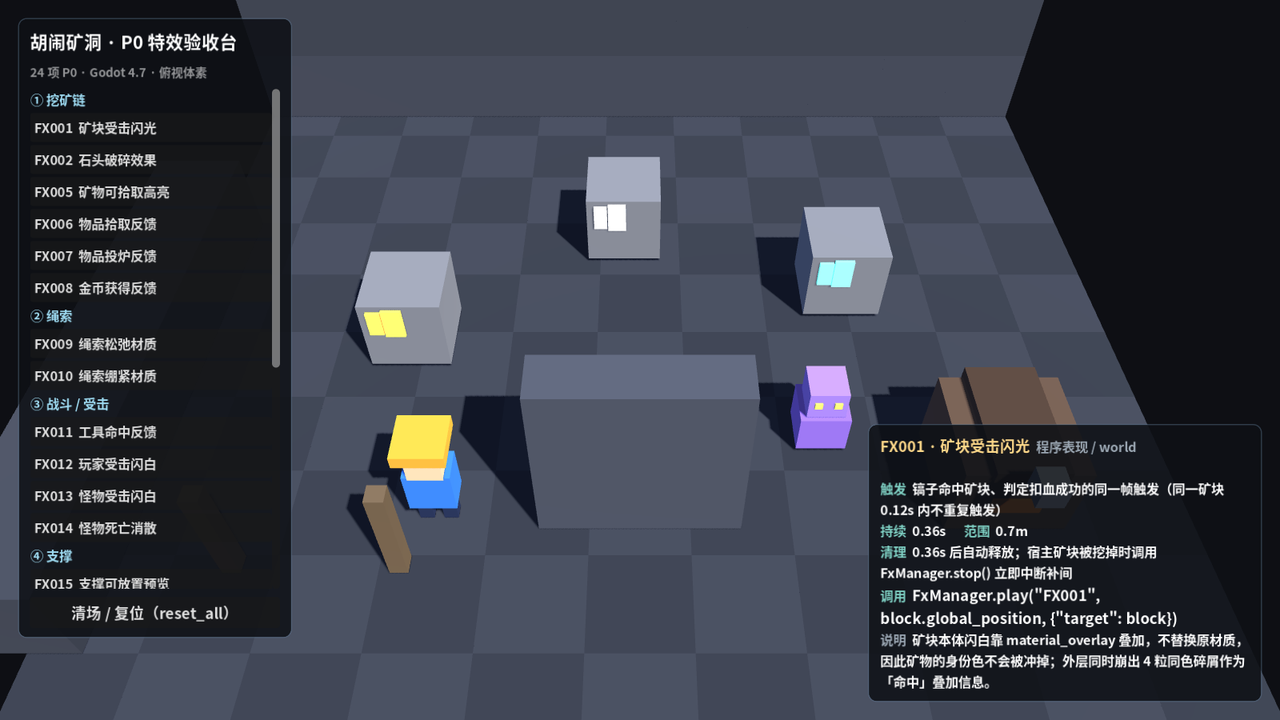 胡闹矿洞 · P0 特效验收台
24 项 P0 · Godot 4.7 · 俯视体素
① 挖矿链
FX001 矿块受击闪光
FX002 石头破碎效果
FX005 矿物可拾取高亮
FX006 物品拾取反馈
FX007 物品投炉反馈
FX008 金币获得反馈
② 绳索
FX009 绳索松弛材质
FX010 绳索绷紧材质
③ 战斗 / 受击
FX011 工具命中反馈
FX012 玩家受击闪白
FX013 怪物受击闪白
FX014 怪物死亡消散
④ 支撑
FX015 支撑可放置预览
清场 / 复位（reset_all）
FX001 · 矿块受击闪光 程序表现 / world
触发 镐子命中矿块、判定扣血成功的同一帧触发（同一矿块
0.12s 内不重复触发）
持续 0.36s 范围 0.7m
清理 0.36s 后自动释放；宿主矿块被挖掉时调用
FxManager.stop() 立即中断补间
调用 FxManager.play("FX001",
block.global_position, {"target": block})
说明 矿块本体闪白靠 material_overlay 叠加，不替换原材质，
因此矿物的身份色不会被冲掉；外层同时崩出 4 粒同色碎屑作为
「命中」叠加信息。